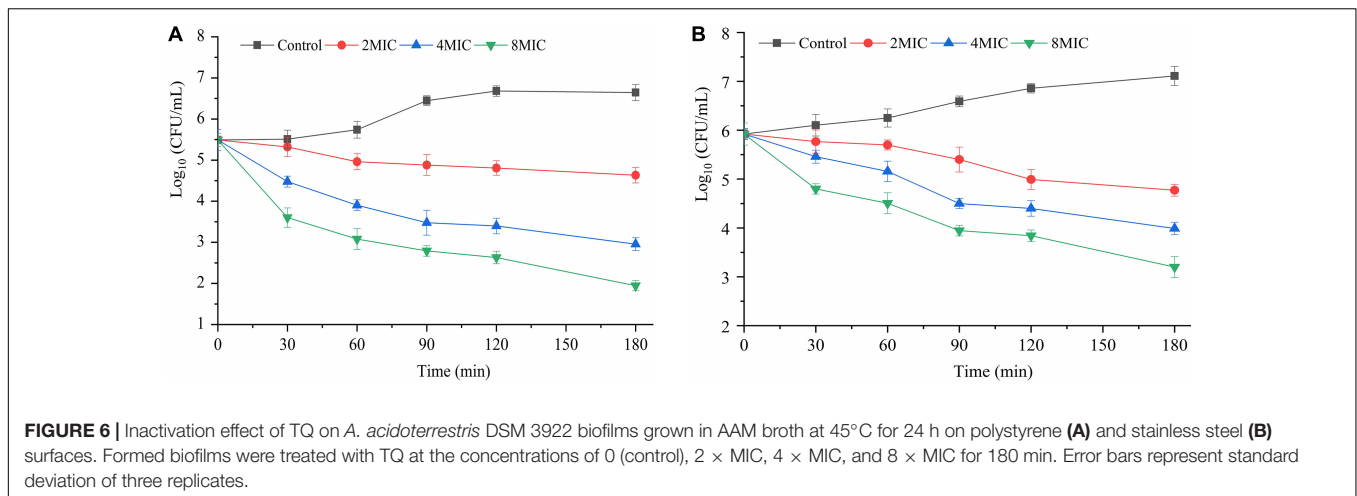 A
Control 2MIC 4MIC 8MIC
8
7
6
5
4
3
2
1
Log10 (CFU/mL)
0 30 60 90 120 150 180
Time (min)
B
Control 2MIC 4MIC 8MIC
8
7
6
5
4
3
2
Log10 (CFU/mL)
0 30 60 90 120 150 180
Time (min)
FIGURE 6 | Inactivation effect of TQ on A. acidoterrestris DSM 3922 biofilms grown in AAM broth at 45°C for 24 h on polystyrene (A) and stainless steel (B)
surfaces. Formed biofilms were treated with TQ at the concentrations of 0 (control), 2 × MIC, 4 × MIC, and 8 × MIC for 180 min. Error bars represent standard
deviation of three replicates.